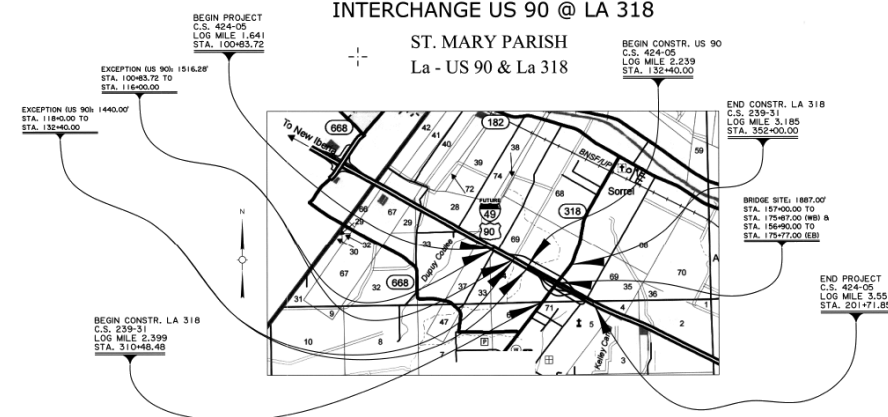 INTERCHANGE US 90 @ LA 318
ST. MARY PARISH
La - US 90 & La 318
BEGIN PROJECT
C.S. 424-05
LOG MILE 1.641
STA. 100+83.72
EXCEPTION (US 90): 1516.28'
STA. 100+83.72 TO
STA. 116+00.00
EXCEPTION (US 90): 1440.00'
STA. 118+0.00 TO
STA. 132+40.00
BEGIN CONSTR. US 90
C.S. 424-05
LOG MILE 2.239
STA. 132+40.00
END CONSTR. LA 318
C.S. 239-31
LOG MILE 3.185
STA. 352+00.00
BRIDGE SITE: 1887.00'
STA. 157+00.00 TO
STA. 175+87.00 (WB) &
STA. 156+90.00 TO
STA. 175+77.00 (EB)
END PROJECT
C.S. 424-05
LOG MILE 3.55
STA. 201+71.85
BEGIN CONSTR. LA 318
C.S. 239-31
LOG MILE 2.399
STA. 310+48.48
N
To New Iberia
668
182
42
41
40
38
39
74
72
59
BNSF/UP
Sorrel
68
318
28
FUTURE
49
90
66
67
29
29
30
32
33
69
Dupuy Coulee
67
32
668
37
33
69
35
36
70
31
9
10
8
47
7
71
5
4
2
1
3
P